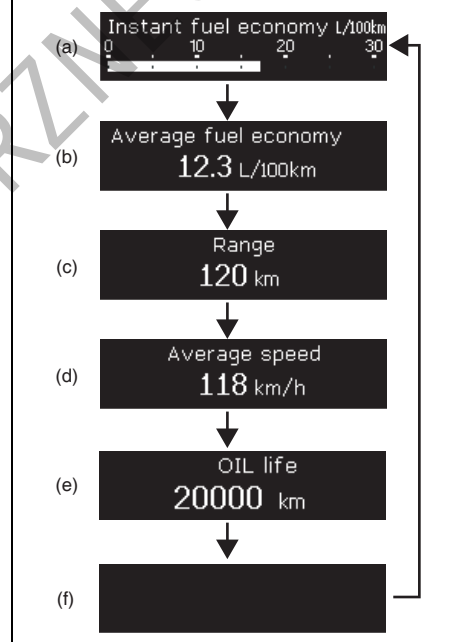 Instant fuel economy L/100km
(a)
0 10 20 30
Average fuel economy
(b)
12.3 L/100km
Range
(c)
120 km
Average speed
(d)
118 km/h
OIL life
(e)
20000 km
(f)